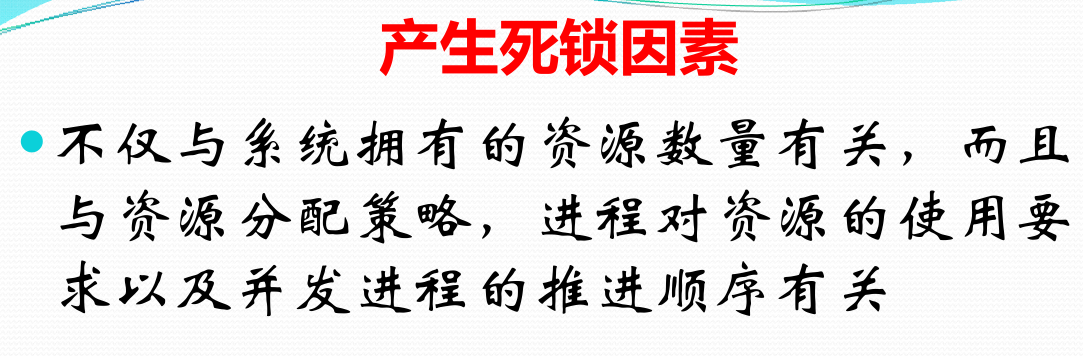 产生死锁因素
不仅与系统拥有的资源数量有关，而且
与资源分配策略，进程对资源的使用要
求以及并发进程的推进顺序有关